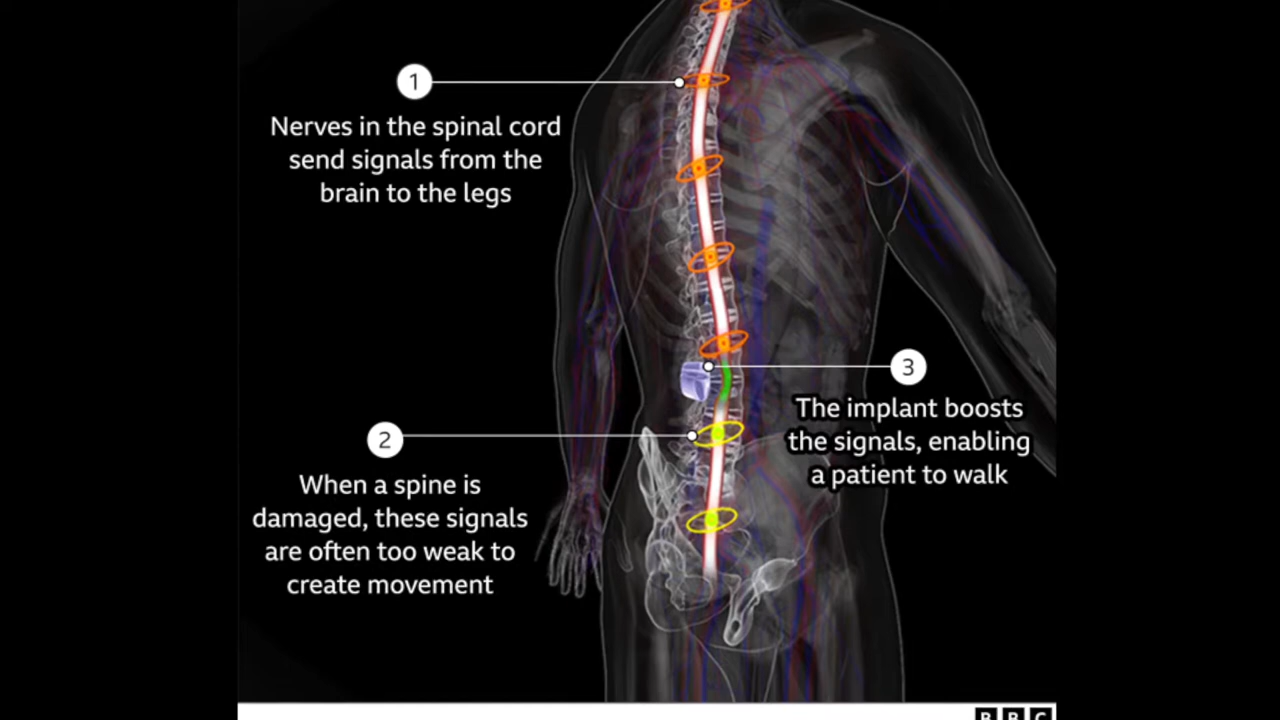 1
Nerves in the spinal cord
send signals from the
brain to the legs
3
The implant boosts
the signals, enabling
a patient to walk
2
When a spine is
damaged, these signals
are often too weak to
create movement
BBC